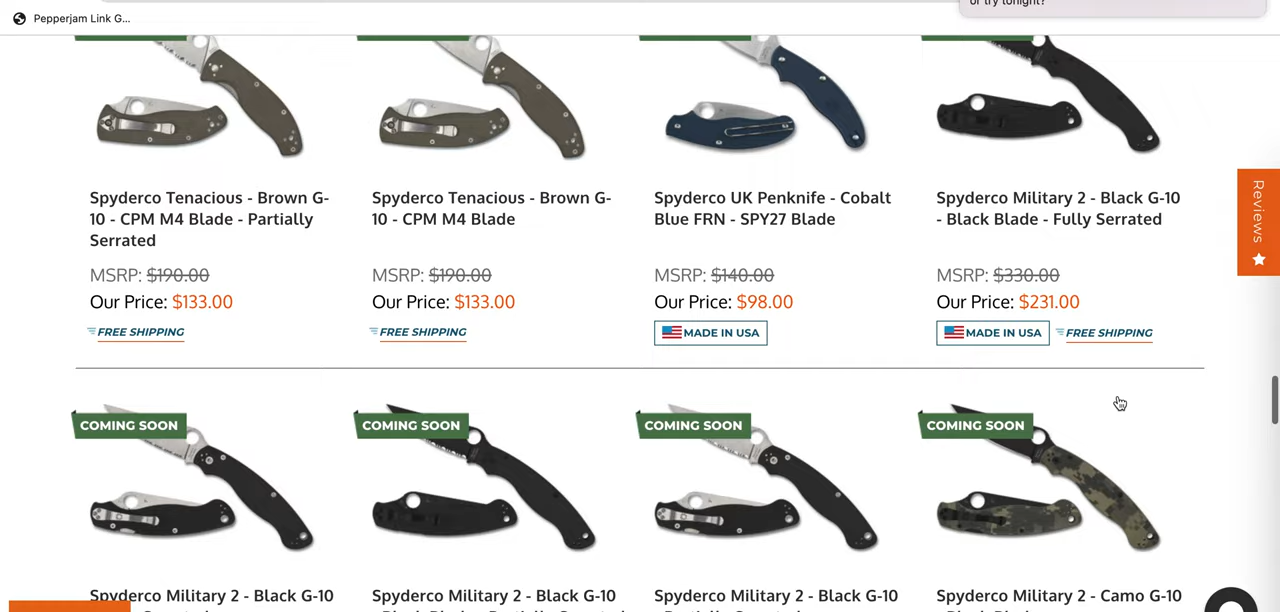 or try tonight?
Pepperjam Link G...
Reviews
Spyderco Tenacious - Brown G-
10 - CPM M4 Blade - Partially
Serrated
MSRP: $190.00
Our Price: $133.00
FREE SHIPPING
Spyderco Tenacious - Brown G-
10 - CPM M4 Blade
MSRP: $190.00
Our Price: $133.00
FREE SHIPPING
Spyderco UK Penknife - Cobalt
Blue FRN - SPY27 Blade
MSRP: $140.00
Our Price: $98.00
MADE IN USA
Spyderco Military 2 - Black G-10
- Black Blade - Fully Serrated
MSRP: $330.00
Our Price: $231.00
MADE IN USA FREE SHIPPING
COMING SOON
Spyderco Military 2 - Black G-10
COMING SOON
Spyderco Military 2 - Black G-10
COMING SOON
Spyderco Military 2 - Black G-10
COMING SOON
Spyderco Military 2 - Camo G-10